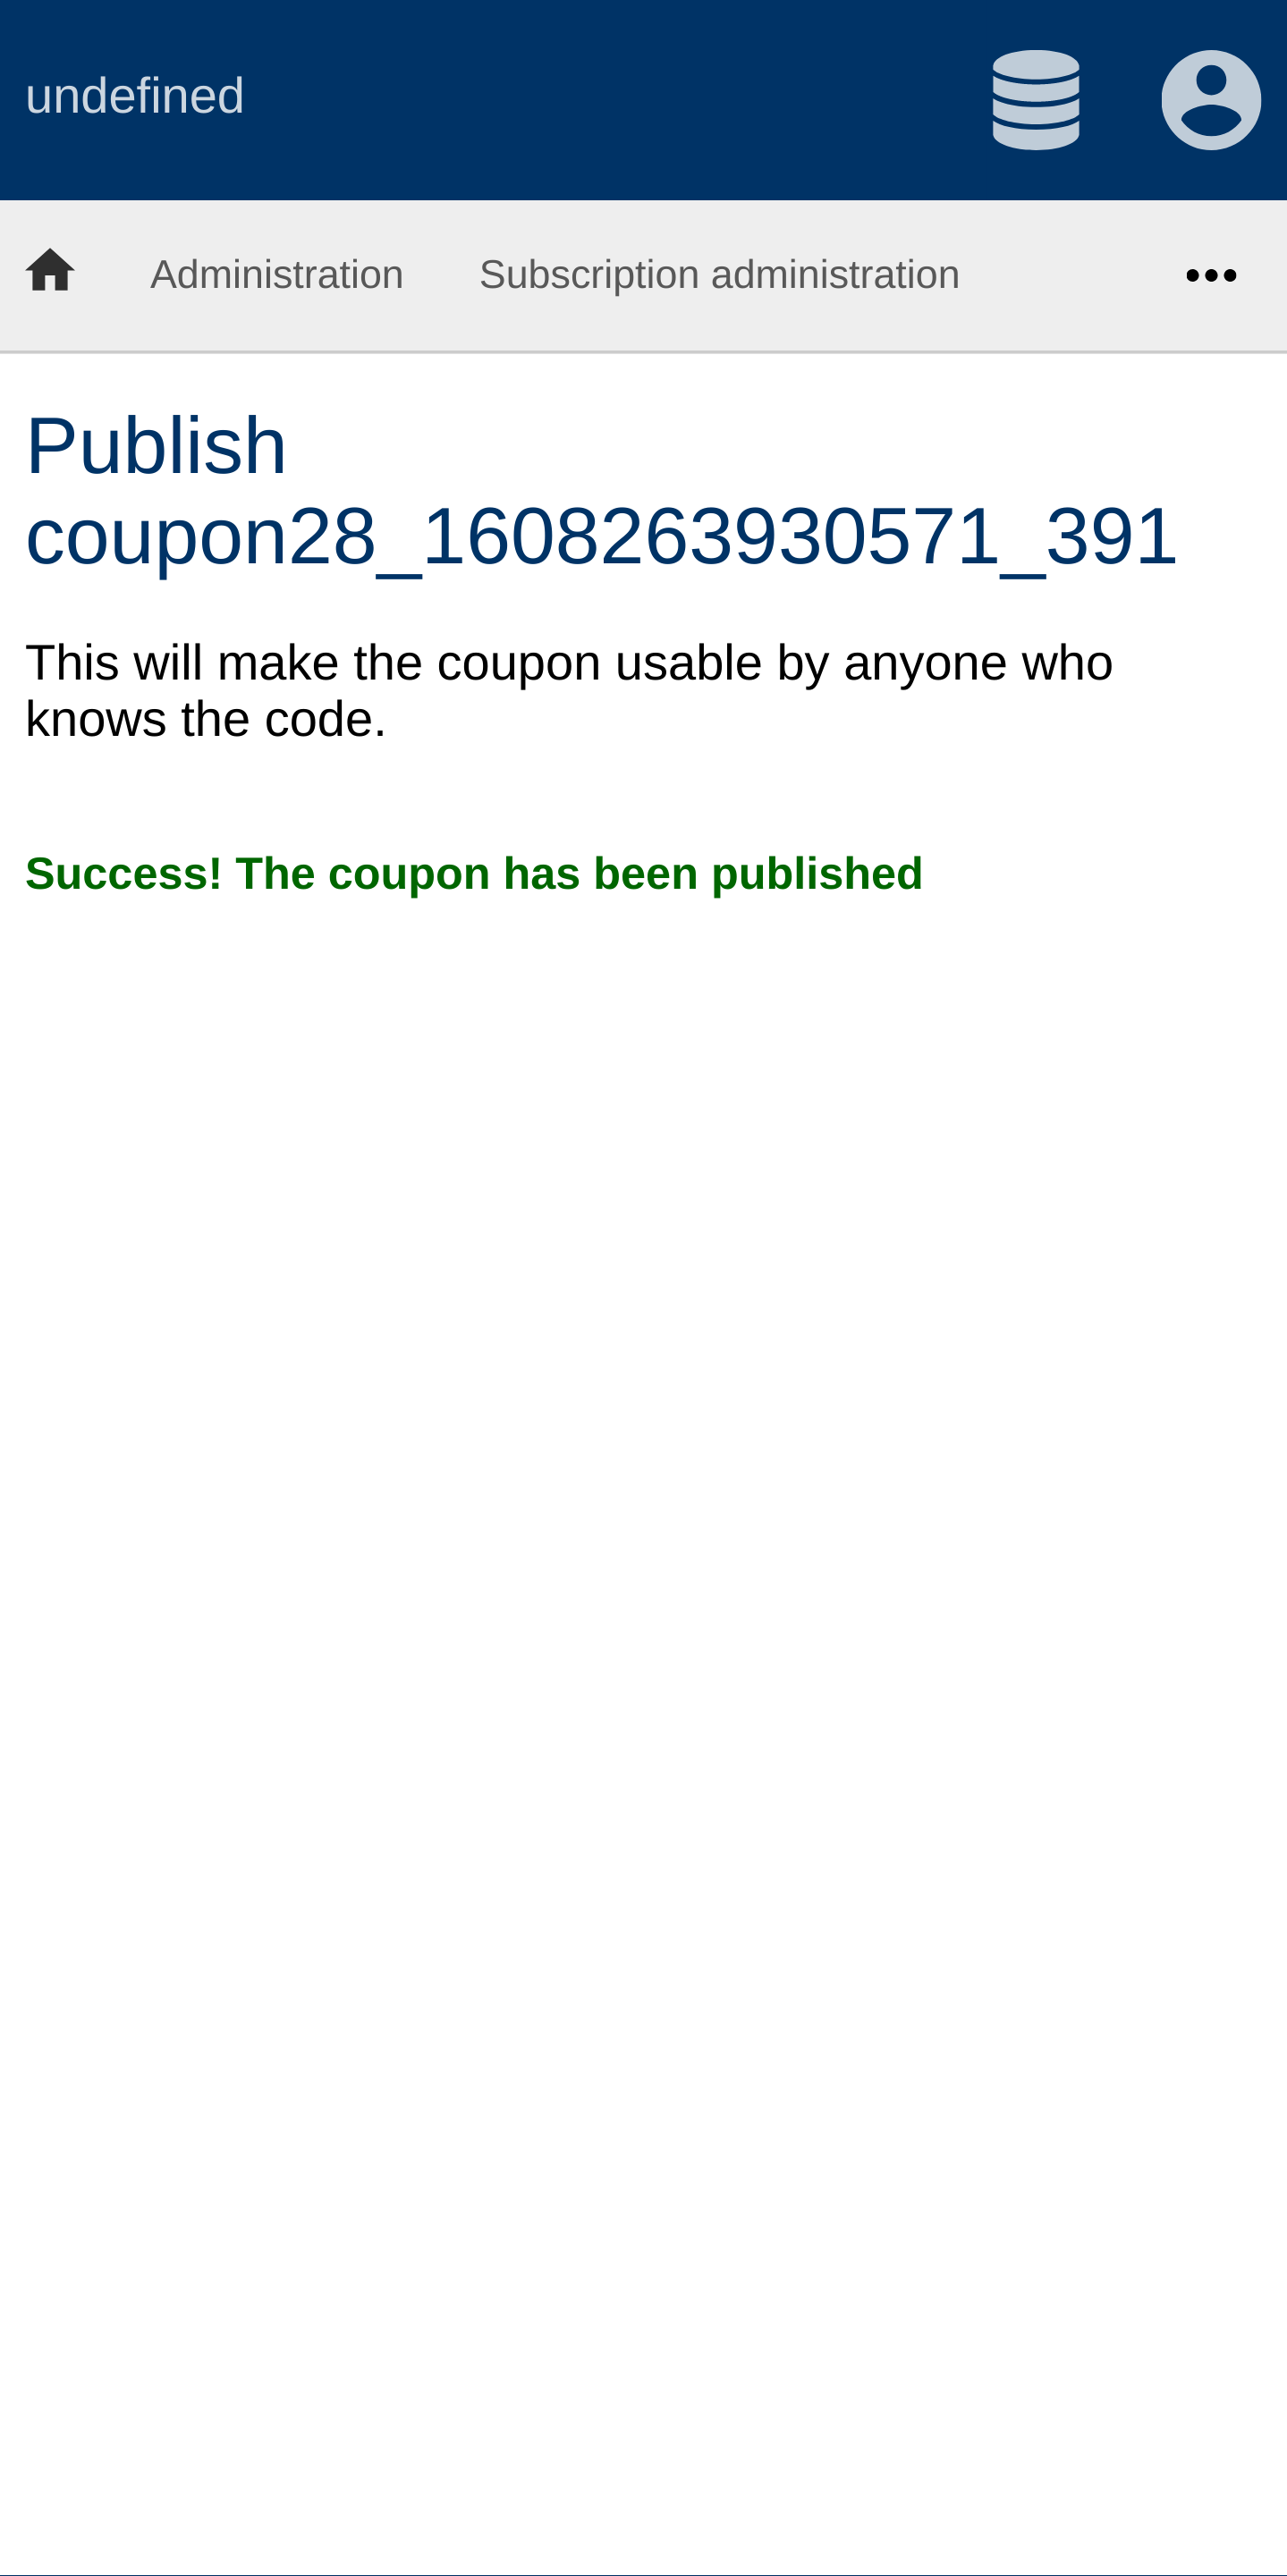 undefined
Administration Subscription administration
Publish
coupon28_1608263930571_391
This will make the coupon usable by anyone who
knows the code.
Success! The coupon has been published